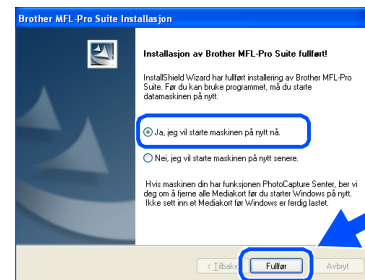 Brother MFL-Pro Suite Installasjon
Installasjon av Brother MFL-Pro Suite fullført!
InstallShield Wizard har fullført installering av Brother MFL-Pro
Suite. Før du kan bruke programmet, må du starte
datamaskinen på nytt.
Ja, jeg vil starte maskinen på nytt nå.
Nei, jeg vil starte maskinen på nytt senere.
Hvis maskinen din har funksjonen PhotoCapture Senter, ber vi
deg om å fjerne alle Mediakort før du starter Windows på nytt.
Ikke sett inn et Mediakort før Windows er ferdig lastet.
< Tilbake Fullfør Avbryt